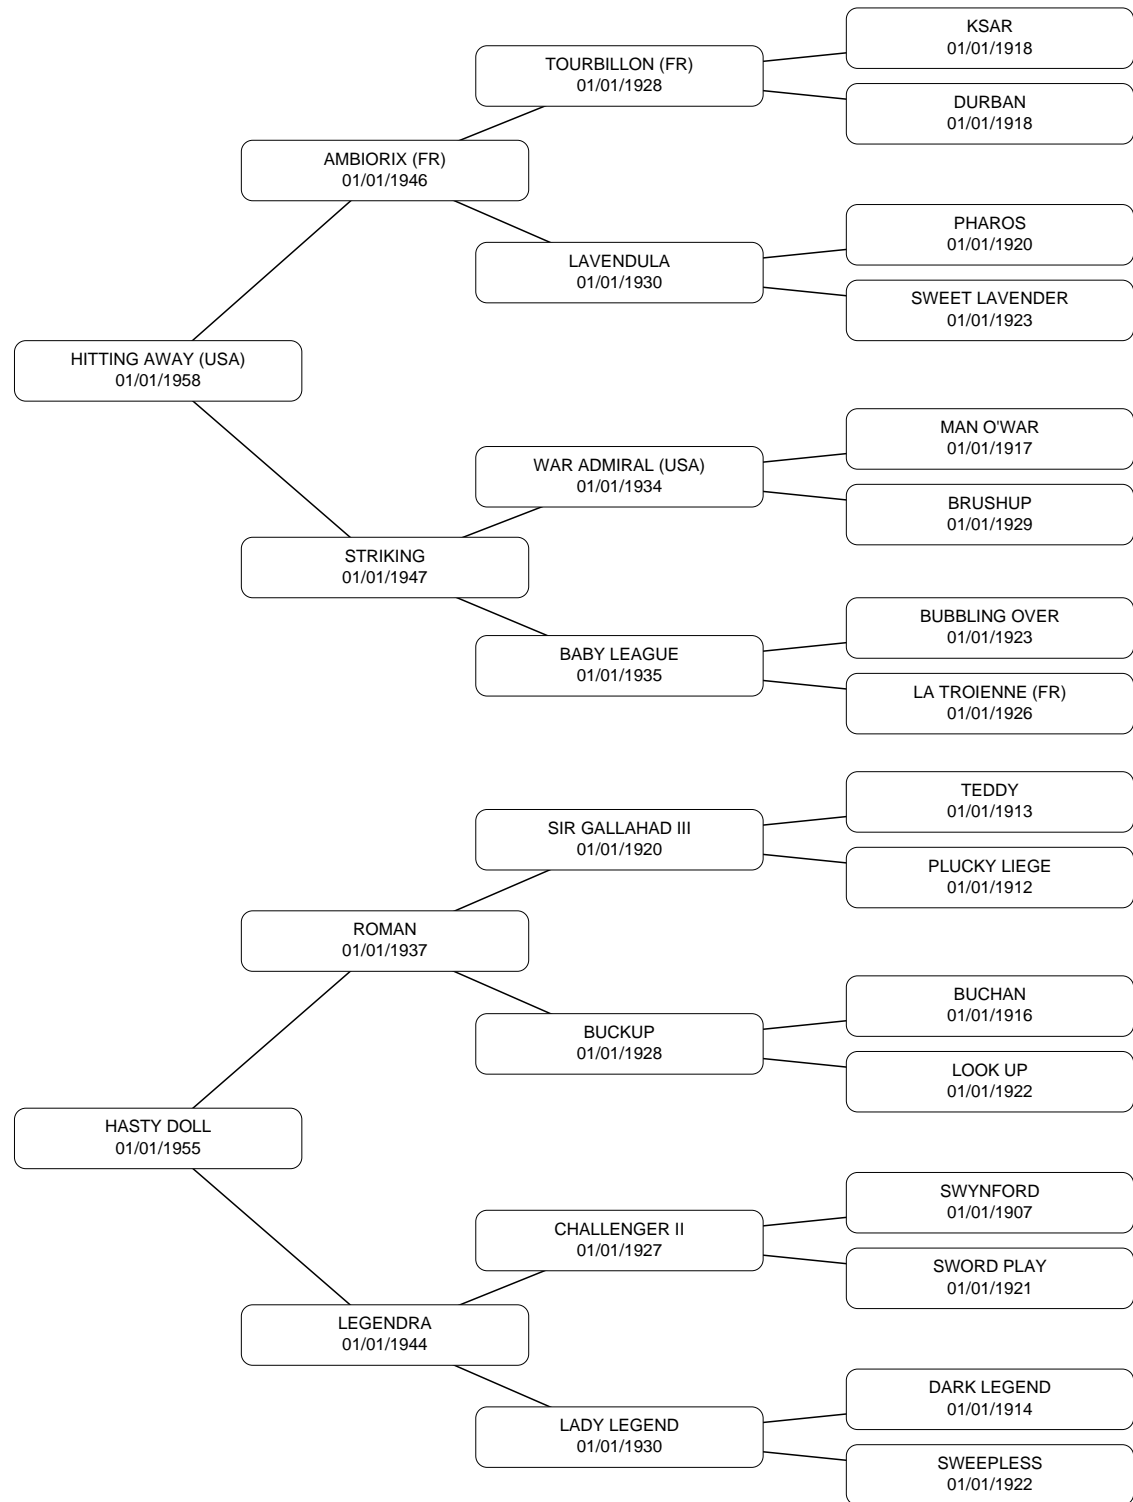 KSAR
01/01/1918
TOURBILLON (FR)
01/01/1928
DURBAN
01/01/1918
AMBIORIX (FR)
01/01/1946
PHAROS
01/01/1920
LAVENDULA
01/01/1930
SWEET LAVENDER
01/01/1923
HITTING AWAY (USA)
01/01/1958
MAN O'WAR
01/01/1917
WAR ADMIRAL (USA)
01/01/1934
BRUSHUP
01/01/1929
STRIKING
01/01/1947
BUBBLING OVER
01/01/1923
BABY LEAGUE
01/01/1935
LA TROIENNE (FR)
01/01/1926
TEDDY
01/01/1913
SIR GALLAHAD III
01/01/1920
PLUCKY LIEGE
01/01/1912
ROMAN
01/01/1937
BUCHAN
01/01/1916
BUCKUP
01/01/1928
LOOK UP
01/01/1922
HASTY DOLL
01/01/1955
SWYNFORD
01/01/1907
CHALLENGER II
01/01/1927
SWORD PLAY
01/01/1921
LEGENDRA
01/01/1944
DARK LEGEND
01/01/1914
LADY LEGEND
01/01/1930
SWEEPLESS
01/01/1922